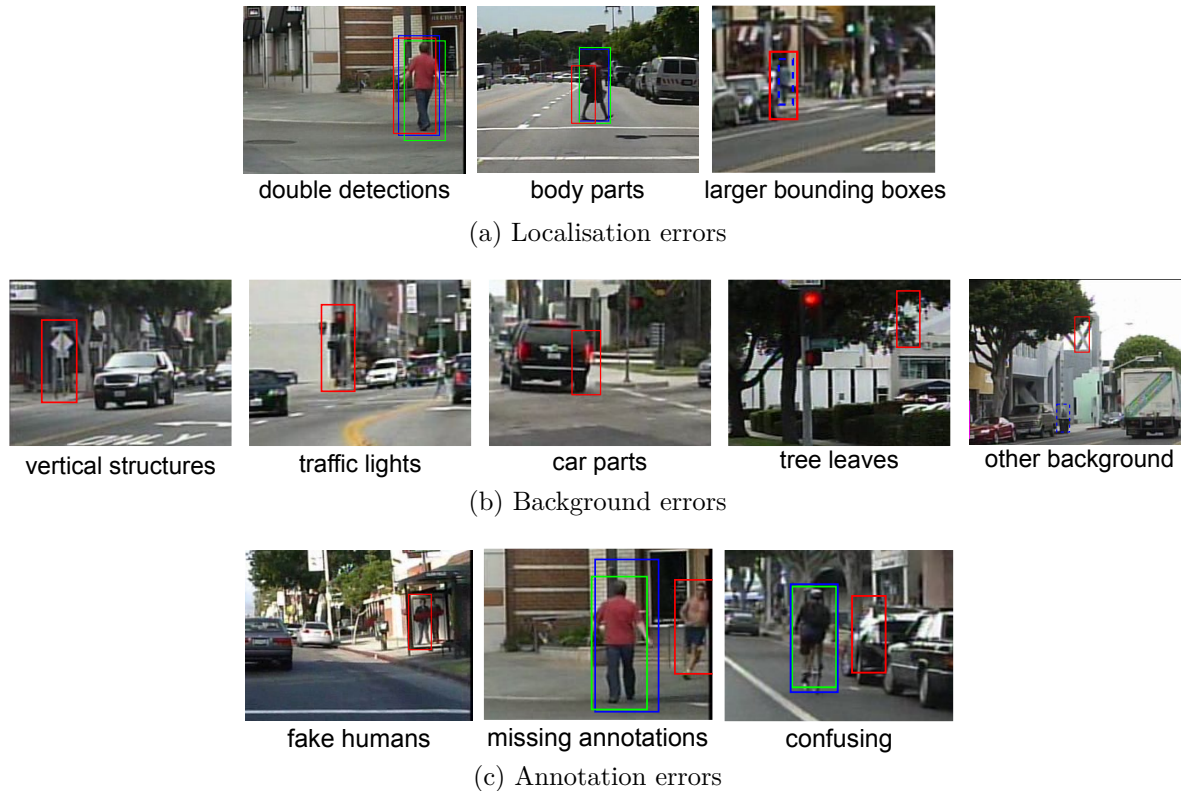 double detections
body parts
larger bounding boxes
(a) Localisation errors
ONLY
vertical structures
traffic lights
car parts
tree leaves
other background
(b) Background errors
fake humans
missing annotations
confusing
(c) Annotation errors